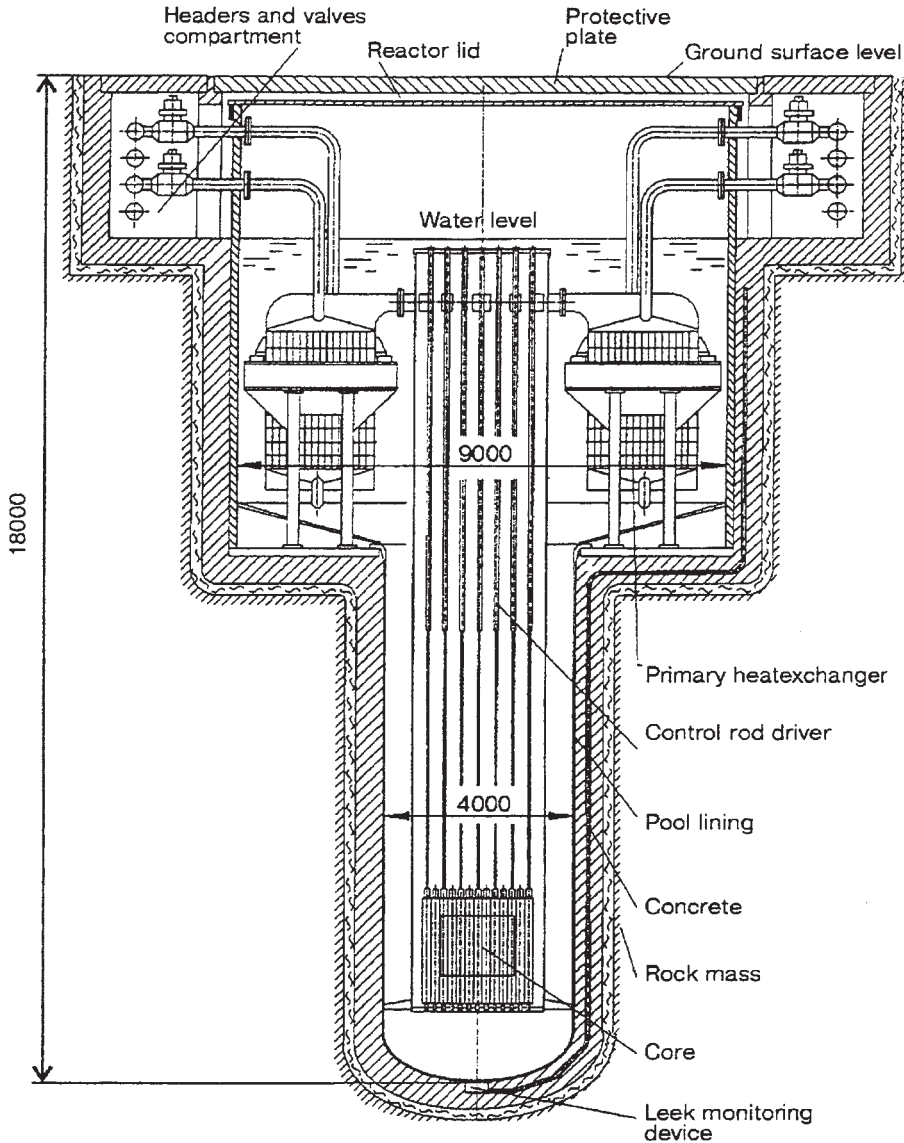 Headers and valves
compartment
Protective
plate
Reactor lid
Ground surface level
Water level
18000
9000
Primary heatexchanger
Control rod driver
4000
Pool lining
Concrete
Rock mass
Core
Leek monitoring
device